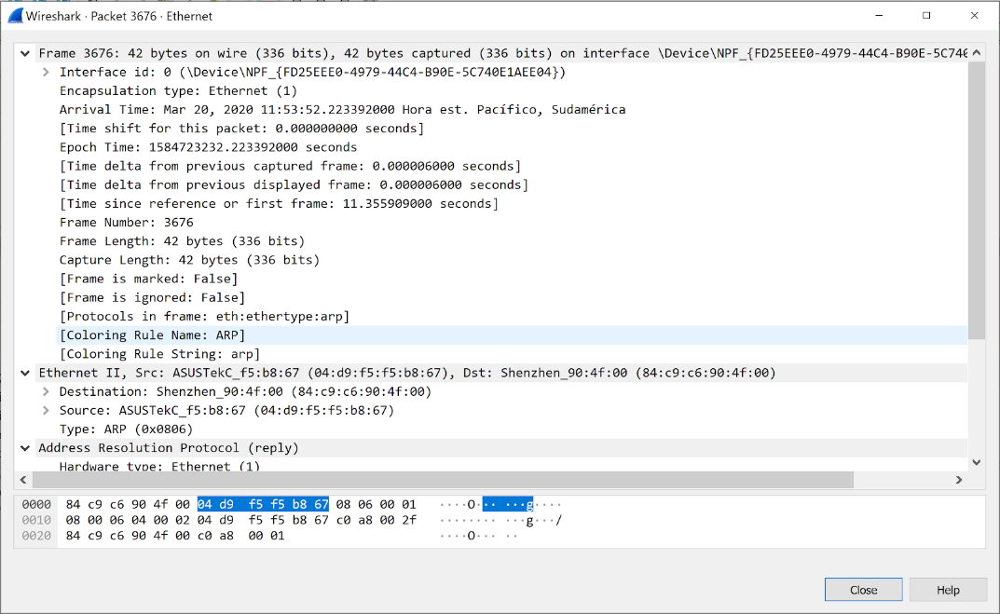 Wireshark · Packet 3676 · Ethernet
Frame 3676: 42 bytes on wire (336 bits), 42 bytes captured (336 bits) on interface \Device\NPF_{FD25EEE0-4979-44C4-B90E-5C740
Interface id: 0 (\Device\NPF_{FD25EEE0-4979-44C4-B90E-5C740E1AEE04})
Encapsulation type: Ethernet (1)
Arrival Time: Mar 20, 2020 11:53:52.223392000 Hora est. Pacífico, Sudamérica
[Time shift for this packet: 0.000000000 seconds]
Epoch Time: 1584723232.223392000 seconds
[Time delta from previous captured frame: 0.000006000 seconds]
[Time delta from previous displayed frame: 0.000006000 seconds]
[Time since reference or first frame: 11.355909000 seconds]
Frame Number: 3676
Frame Length: 42 bytes (336 bits)
Capture Length: 42 bytes (336 bits)
[Frame is marked: False]
[Frame is ignored: False]
[Protocols in frame: eth:ethertype:arp]
[Coloring Rule Name: ARP]
[Coloring Rule String: arp]
Ethernet II, Src: ASUSTekC_f5:b8:67 (04:d9:f5:f5:b8:67), Dst: Shenzhen_90:4f:00 (84:c9:c6:90:4f:00)
Destination: Shenzhen_90:4f:00 (84:c9:c6:90:4f:00)
Source: ASUSTekC_f5:b8:67 (04:d9:f5:f5:b8:67)
Type: ARP (0x0806)
Address Resolution Protocol (reply)
Hardware type: Ethernet (1)
0000 84 c9 c6 90 4f 00 04 d9 f5 f5 b8 67 08 06 00 01 ····O··· ···g····
0010 08 00 06 04 00 02 04 d9 f5 f5 b8 67 c0 a8 00 2f ········ ···g···/
0020 84 c9 c6 90 4f 00 c0 a8 00 01 ····O··· ··
Close Help